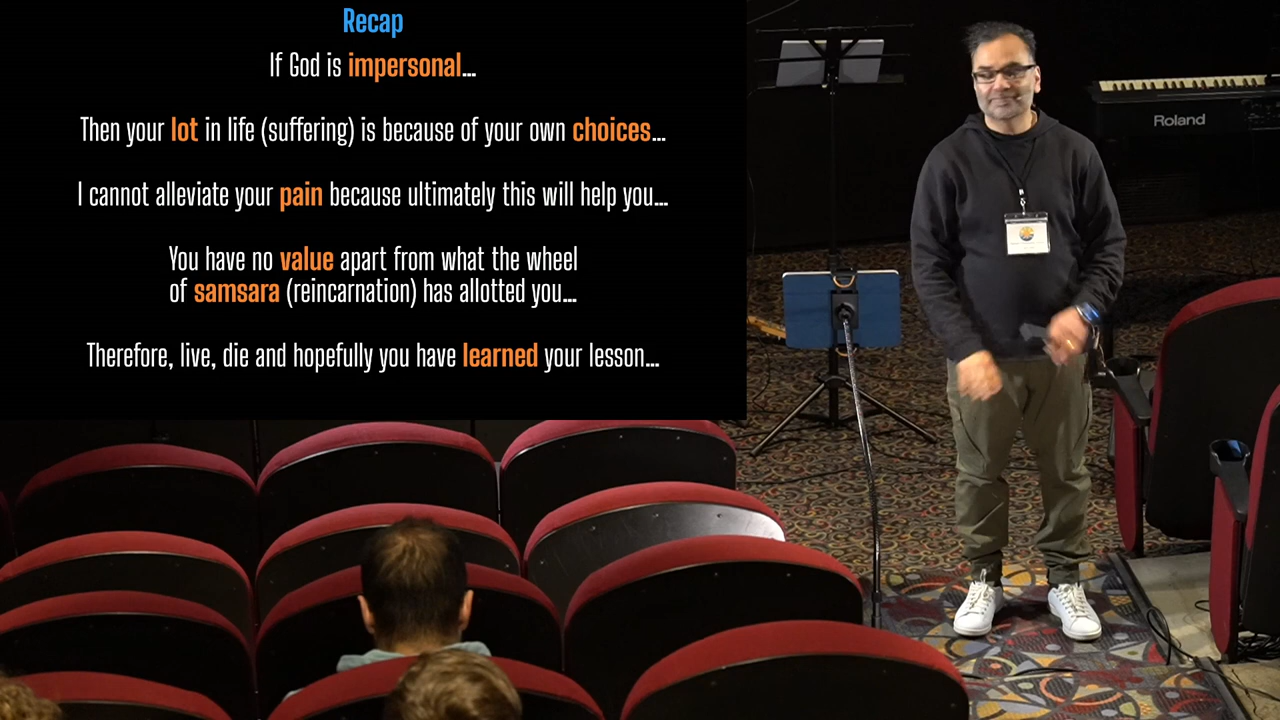 Recap
If God is impersonal...
Then your lot in life (suffering) is because of your own choices...
I cannot alleviate your pain because ultimately this will help you...
You have no value apart from what the wheel
of samsara (reincarnation) has allotted you...
Therefore, live, die and hopefully you have learned your lesson...
Roland